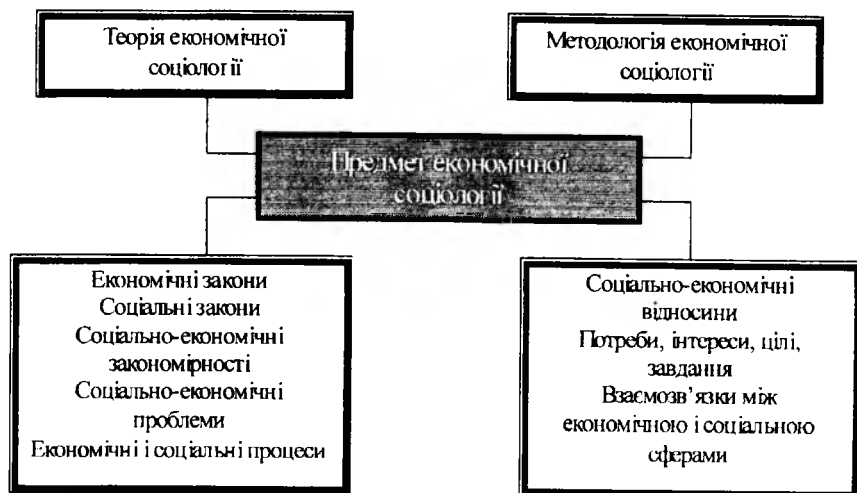 Теорія економічної
соціології
Методологія економічної
соціології
Предмет економічної
соціології
Економічні закони
Соціальні закони
Соціально-економічні
закономірності
Соціально-економічні
проблеми
Економічні і соціальні процеси
Соціально-економічні
відносини
Потреби, інтереси, цілі,
завдання
Взаємозв’язки між
економічною і соціальною
сферами